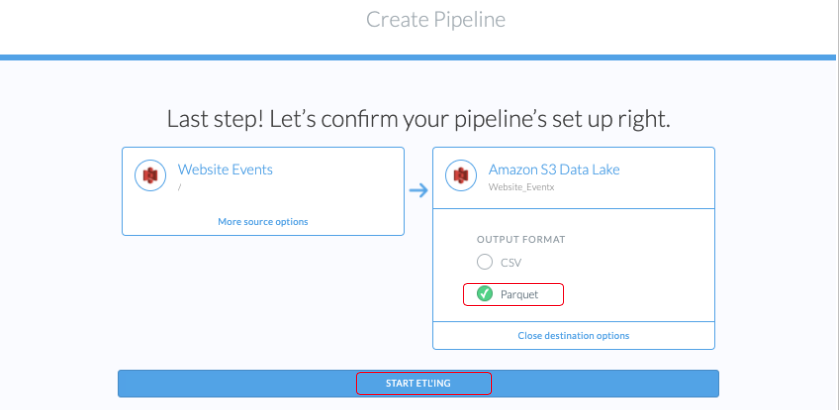 Create Pipeline
Last step! Let’s confirm your pipeline’s set up right.
Website Events
/
More source options
Amazon S3 Data Lake
Website_Eventx
OUTPUT FORMAT
CSV
Parquet
Close destination options
START ETL'ING